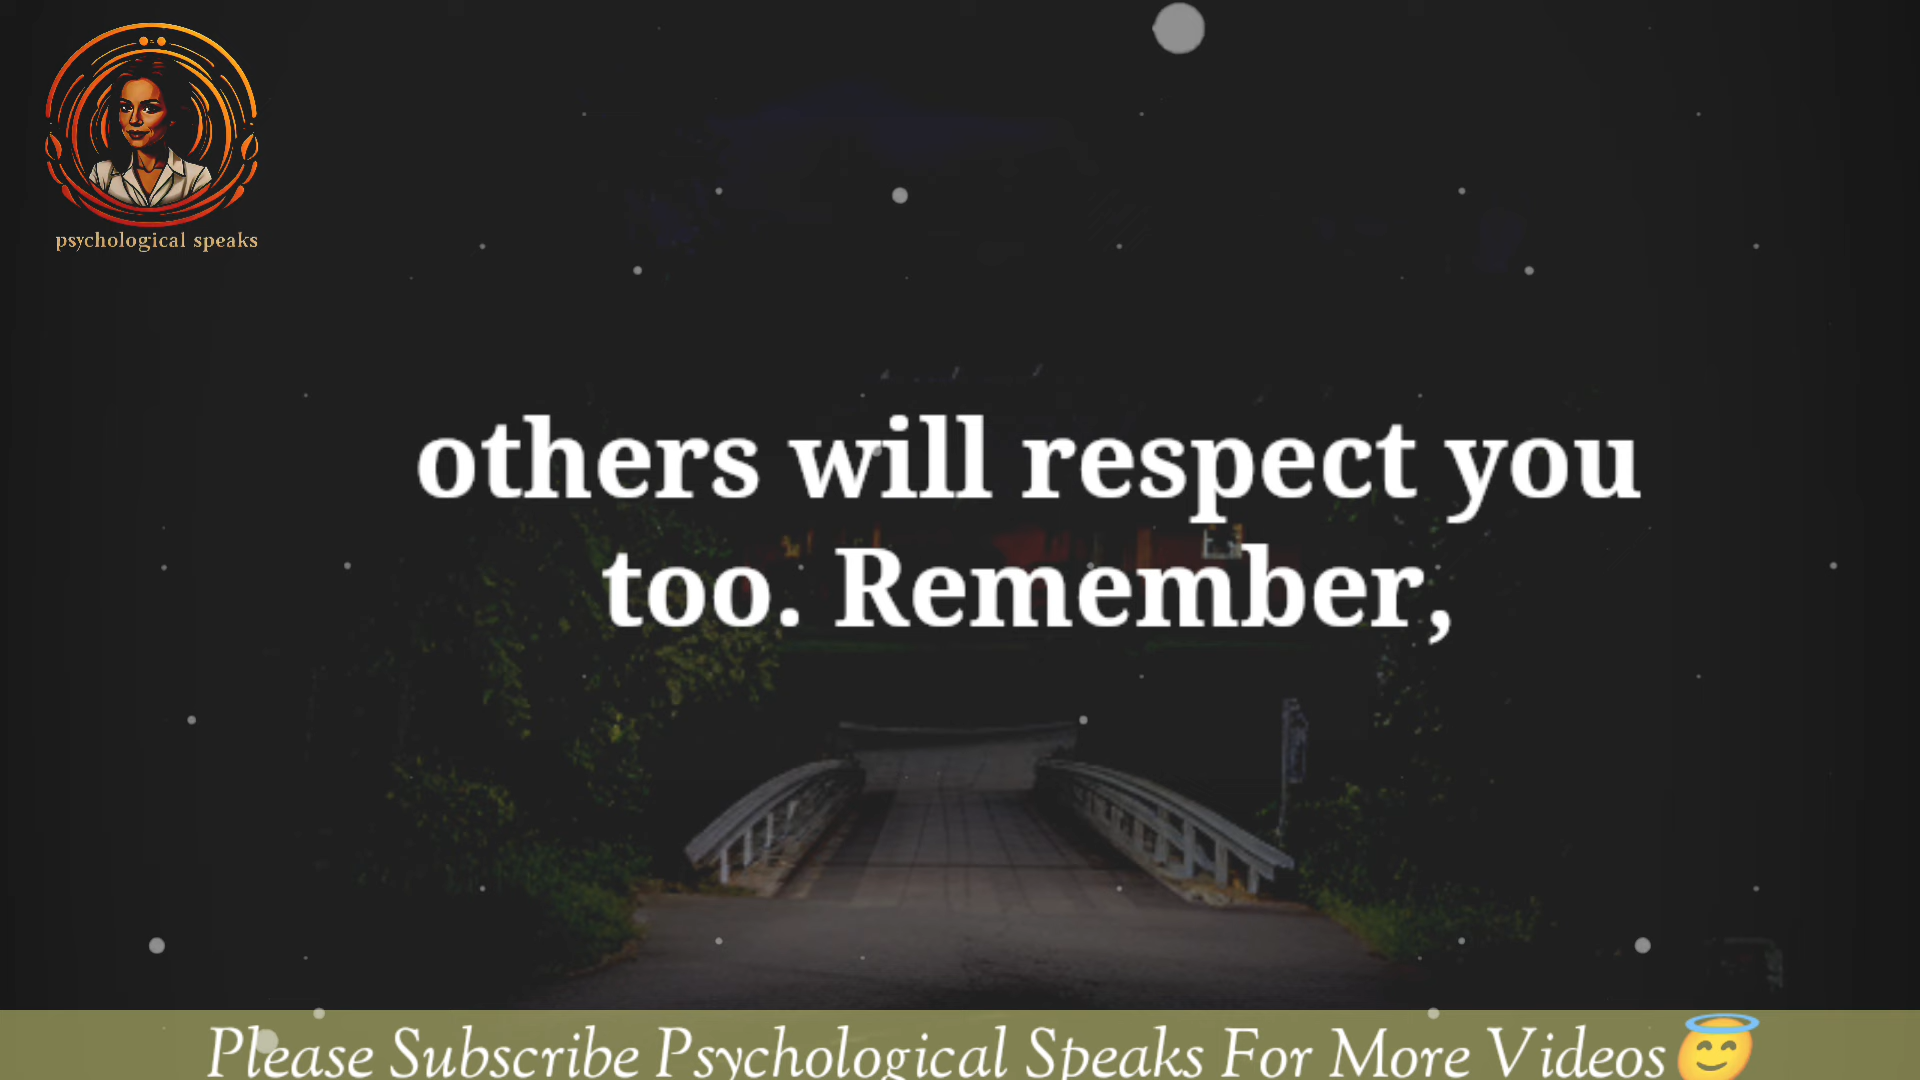 psychological speaks
others will respect you
too. Remember,
Please Subscribe Psychological Speaks For More Videos😇